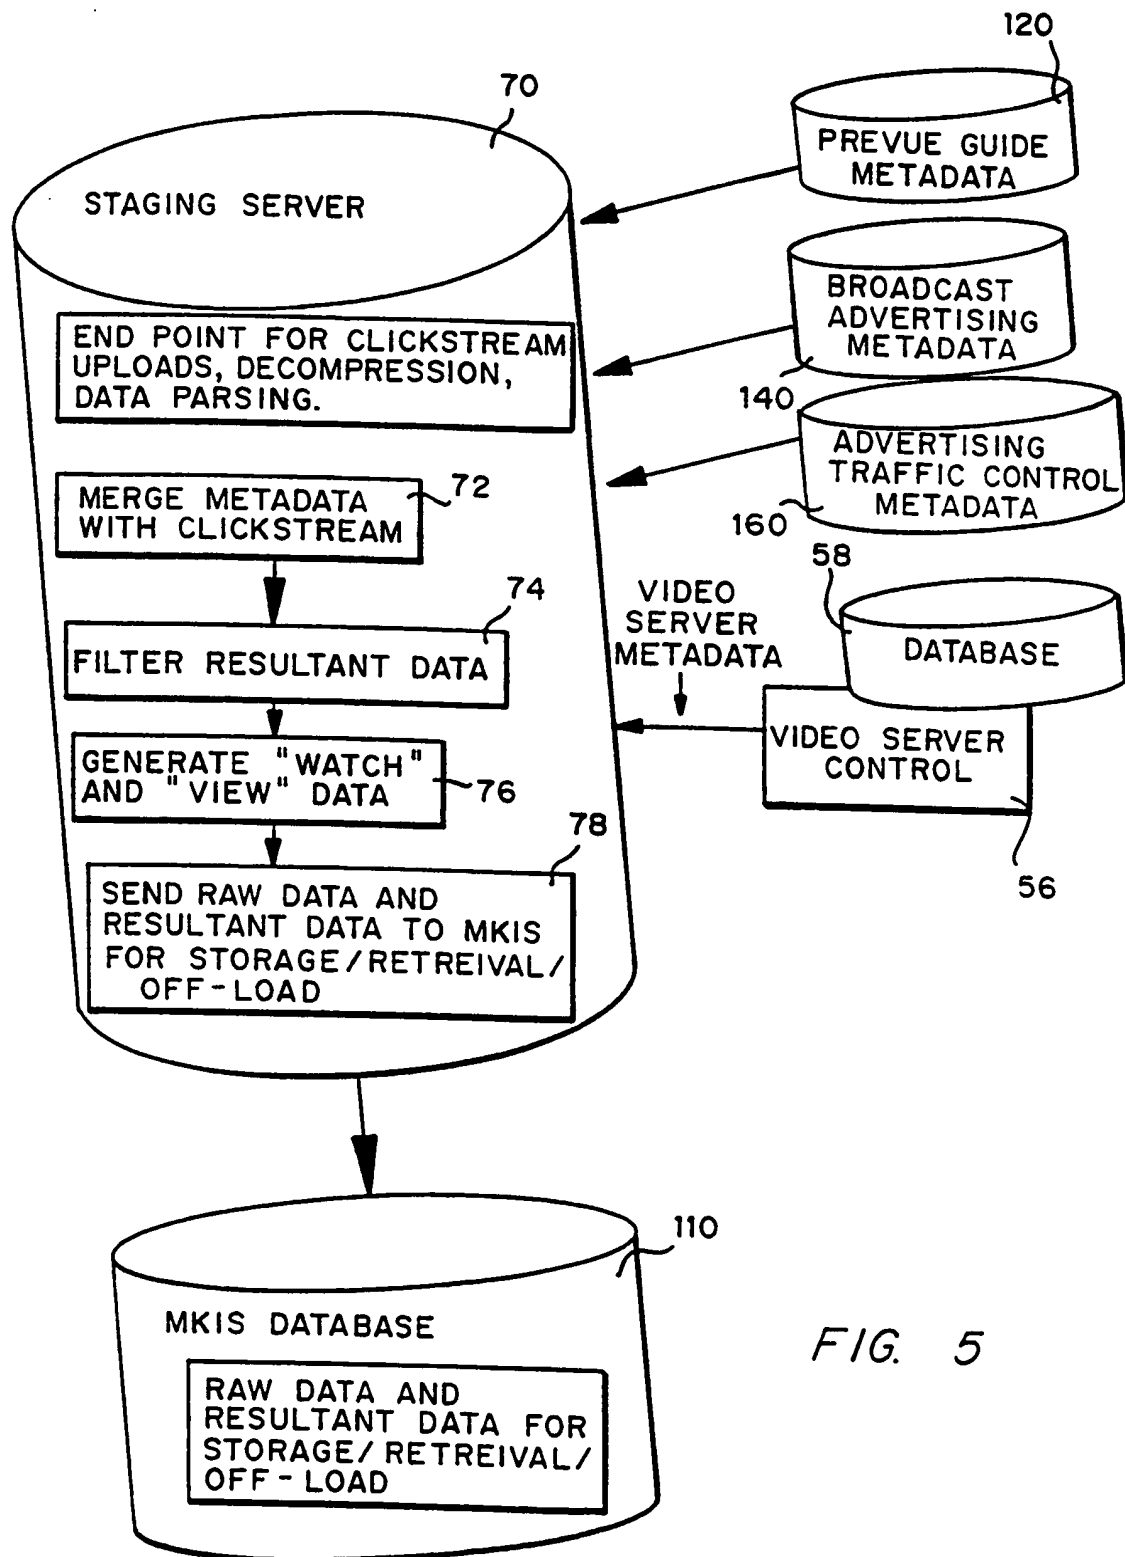 120
70
PREVUE GUIDE
METADATA
STAGING SERVER
BROADCAST
ADVERTISING
METADATA
140
END POINT FOR CLICKSTREAM
UPLOADS, DECOMPRESSION,
DATA PARSING.
ADVERTISING
TRAFFIC CONTROL
METADATA
160
MERGE METADATA
WITH CLICKSTREAM
72
58
DATABASE
VIDEO
SERVER
METADATA
74
FILTER RESULTANT DATA
VIDEO SERVER
CONTROL
56
GENERATE "WATCH"
AND "VIEW" DATA
76
78
SEND RAW DATA AND
RESULTANT DATA TO MKIS
FOR STORAGE/RETREIVAL/
OFF-LOAD
110
MKIS DATABASE
RAW DATA AND
RESULTANT DATA FOR
STORAGE/RETREIVAL/
OFF-LOAD
FIG. 5